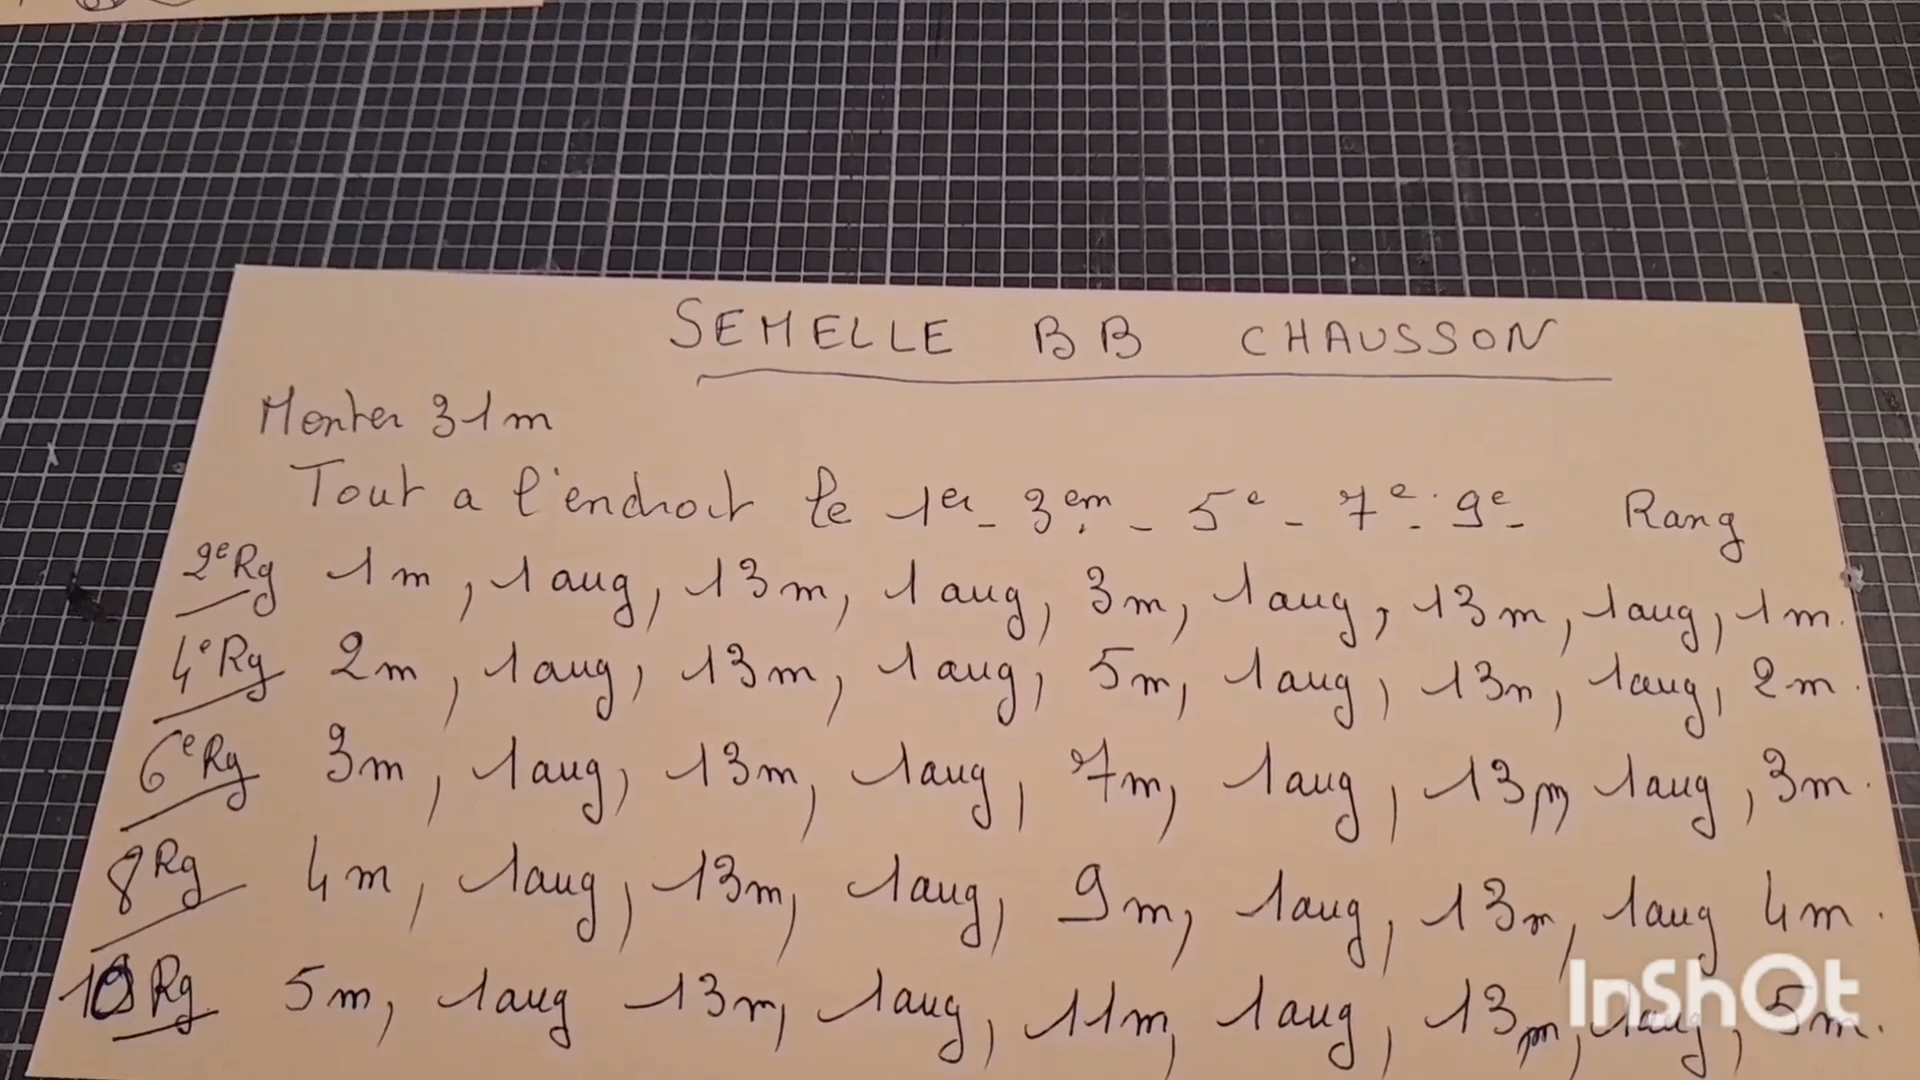 SEMELLE BB CHAUSSON
Monter 31m
Tout a l'endroit le 1er - 3em - 5e - 7e - 9e - Rang
2e Rg 1m, 1aug, 13m, 1aug, 3m, 1aug, 13m, 1aug, 1m.
4e Rg 2m, 1aug, 13m, 1aug, 5m, 1aug, 13m, 1aug, 2m.
6e Rg 3m, 1aug, 13m, 1aug, 7m, 1aug, 13m, 1aug, 3m.
8 Rg 4m, 1aug, 13m, 1aug, 9m, 1aug, 13m, 1aug 4m.
10 Rg 5m, 1aug 13m, 1aug, 11m, 1aug, 13m, 1aug, 5m.
InShOt